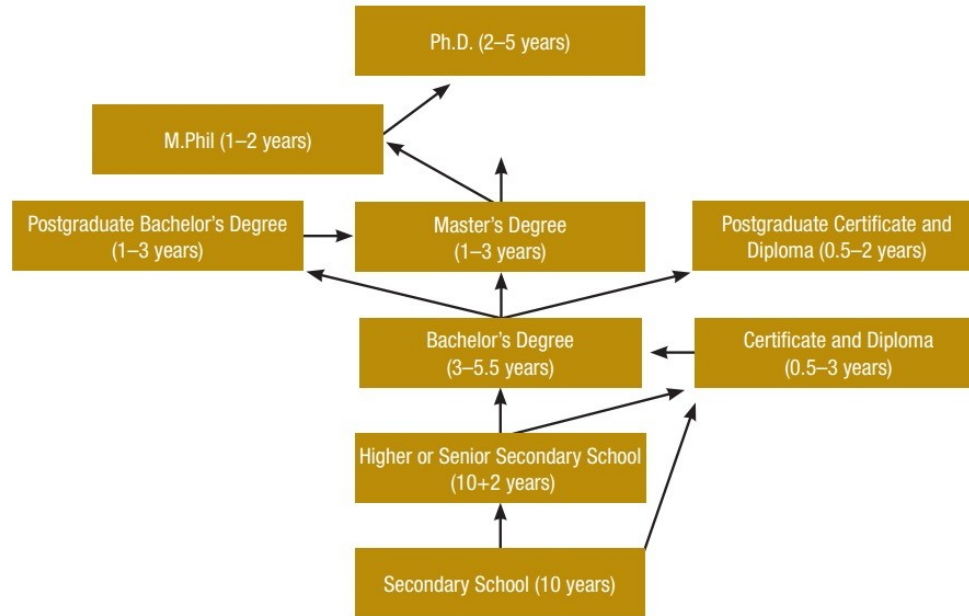 Ph.D. (2–5 years)
M.Phil (1–2 years)
Postgraduate Bachelor's Degree
(1–3 years)
Master's Degree
(1–3 years)
Postgraduate Certificate and
Diploma (0.5–2 years)
Bachelor's Degree
(3–5.5 years)
Certificate and Diploma
(0.5–3 years)
Higher or Senior Secondary School
(10+2 years)
Secondary School (10 years)